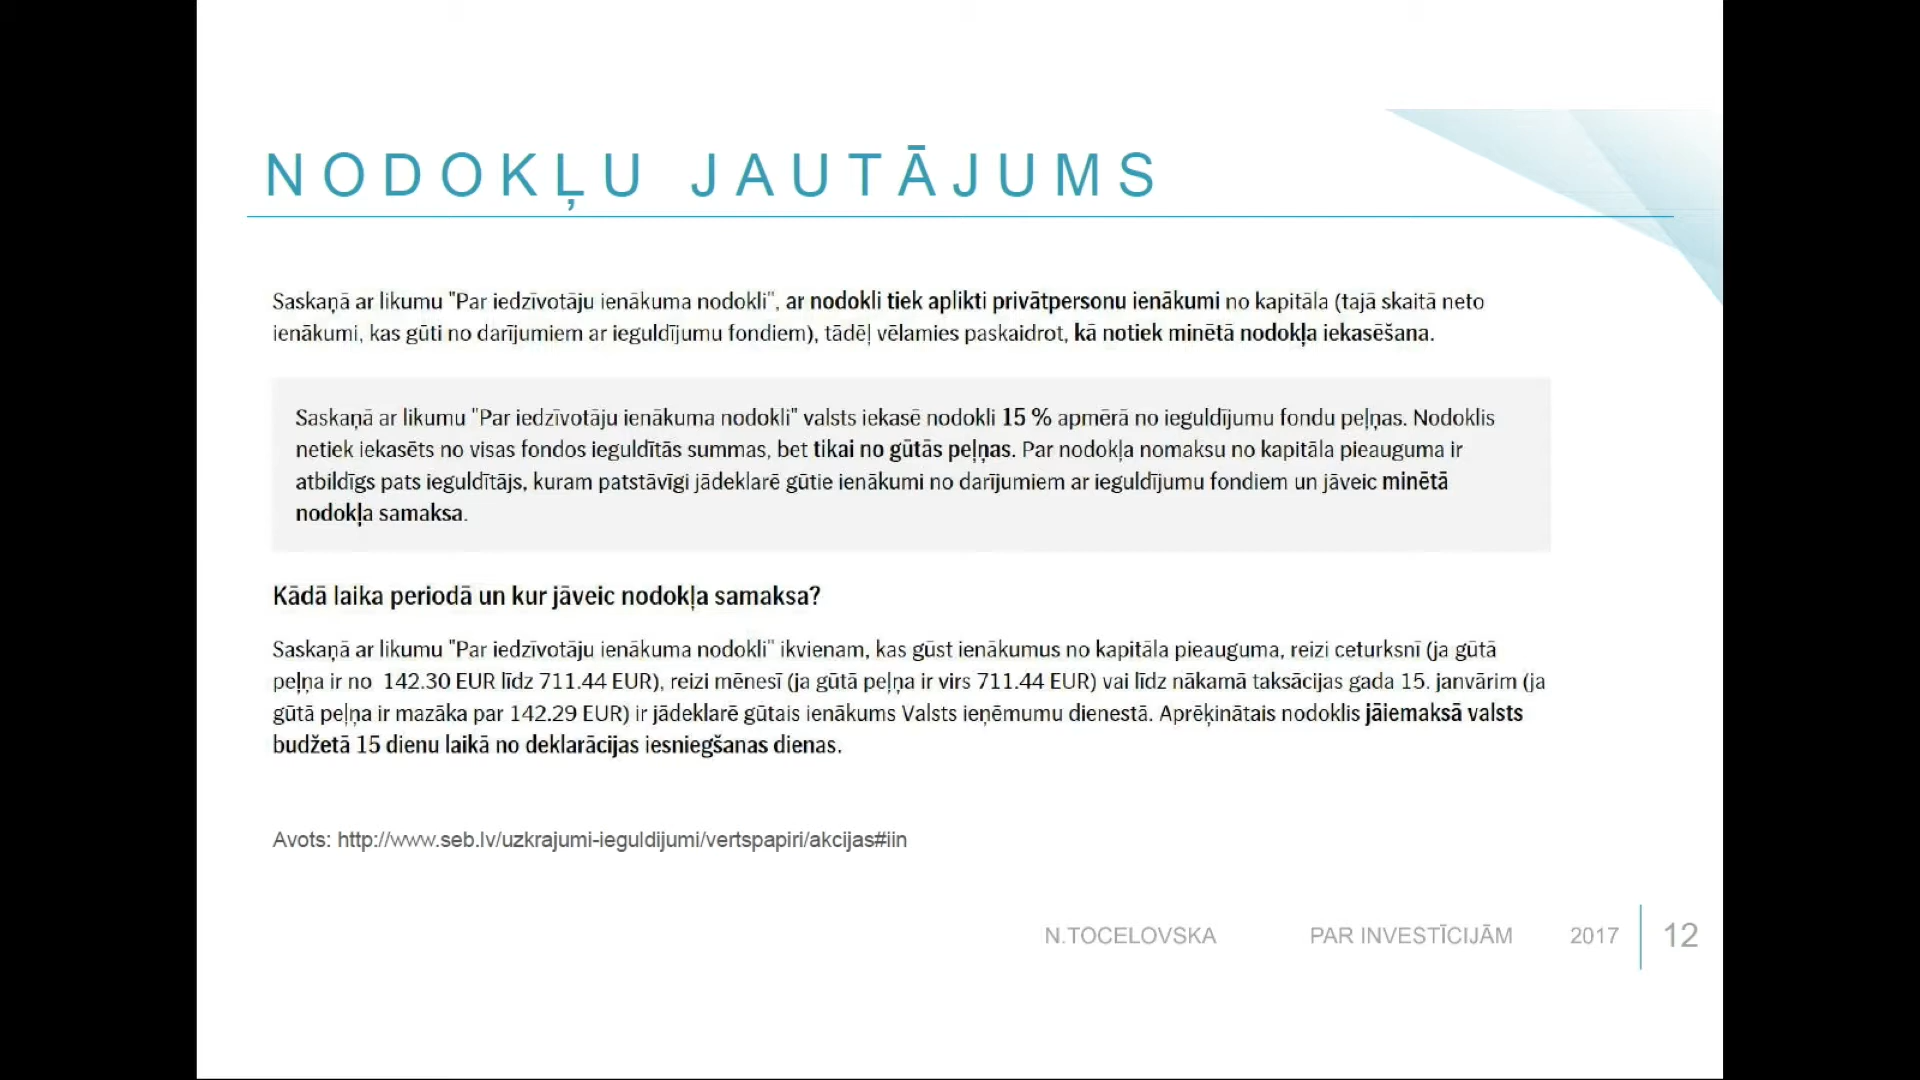 NODOKĻU JAUTĀJUMS
Saskaņā ar likumu "Par iedzīvotāju ienākuma nodokli", ar nodokli tiek aplikti privātpersonu ienākumi no kapitāla (tajā skaitā neto
ienākumi, kas gūti no darījumiem ar ieguldījumu fondiem), tādēļ vēlamies paskaidrot, kā notiek minētā nodokļa iekasēšana.
Saskaņā ar likumu "Par iedzīvotāju ienākuma nodokli" valsts iekasē nodokli 15 % apmērā no ieguldījumu fondu peļņas. Nodoklis
netiek iekasēts no visas fondos ieguldītās summas, bet tikai no gūtās peļņas. Par nodokļa nomaksu no kapitāla pieauguma ir
atbildīgs pats ieguldītājs, kuram patstāvīgi jādeklarē gūtie ienākumi no darījumiem ar ieguldījumu fondiem un jāveic minētā
nodokļa samaksa.
Kādā laika periodā un kur jāveic nodokļa samaksa?
Saskaņā ar likumu "Par iedzīvotāju ienākuma nodokli" ikvienam, kas gūst ienākumus no kapitāla pieauguma, reizi ceturksnī (ja gūtā
peļņa ir no 142.30 EUR līdz 711.44 EUR), reizi mēnesī (ja gūtā peļņa ir virs 711.44 EUR) vai līdz nākamā taksācijas gada 15. janvārim (ja
gūtā peļņa ir mazāka par 142.29 EUR) ir jādeklarē gūtais ienākums Valsts ieņēmumu dienestā. Aprēķinātais nodoklis jāiemaksā valsts
budžetā 15 dienu laikā no deklarācijas iesniegšanas dienas.
Avots: http://www.seb.lv/uzkrajumi-ieguldijumi/vertspapiri/akcijas#iin
N.TOCELOVSKA PAR INVESTĪCIJĀM 2017 12